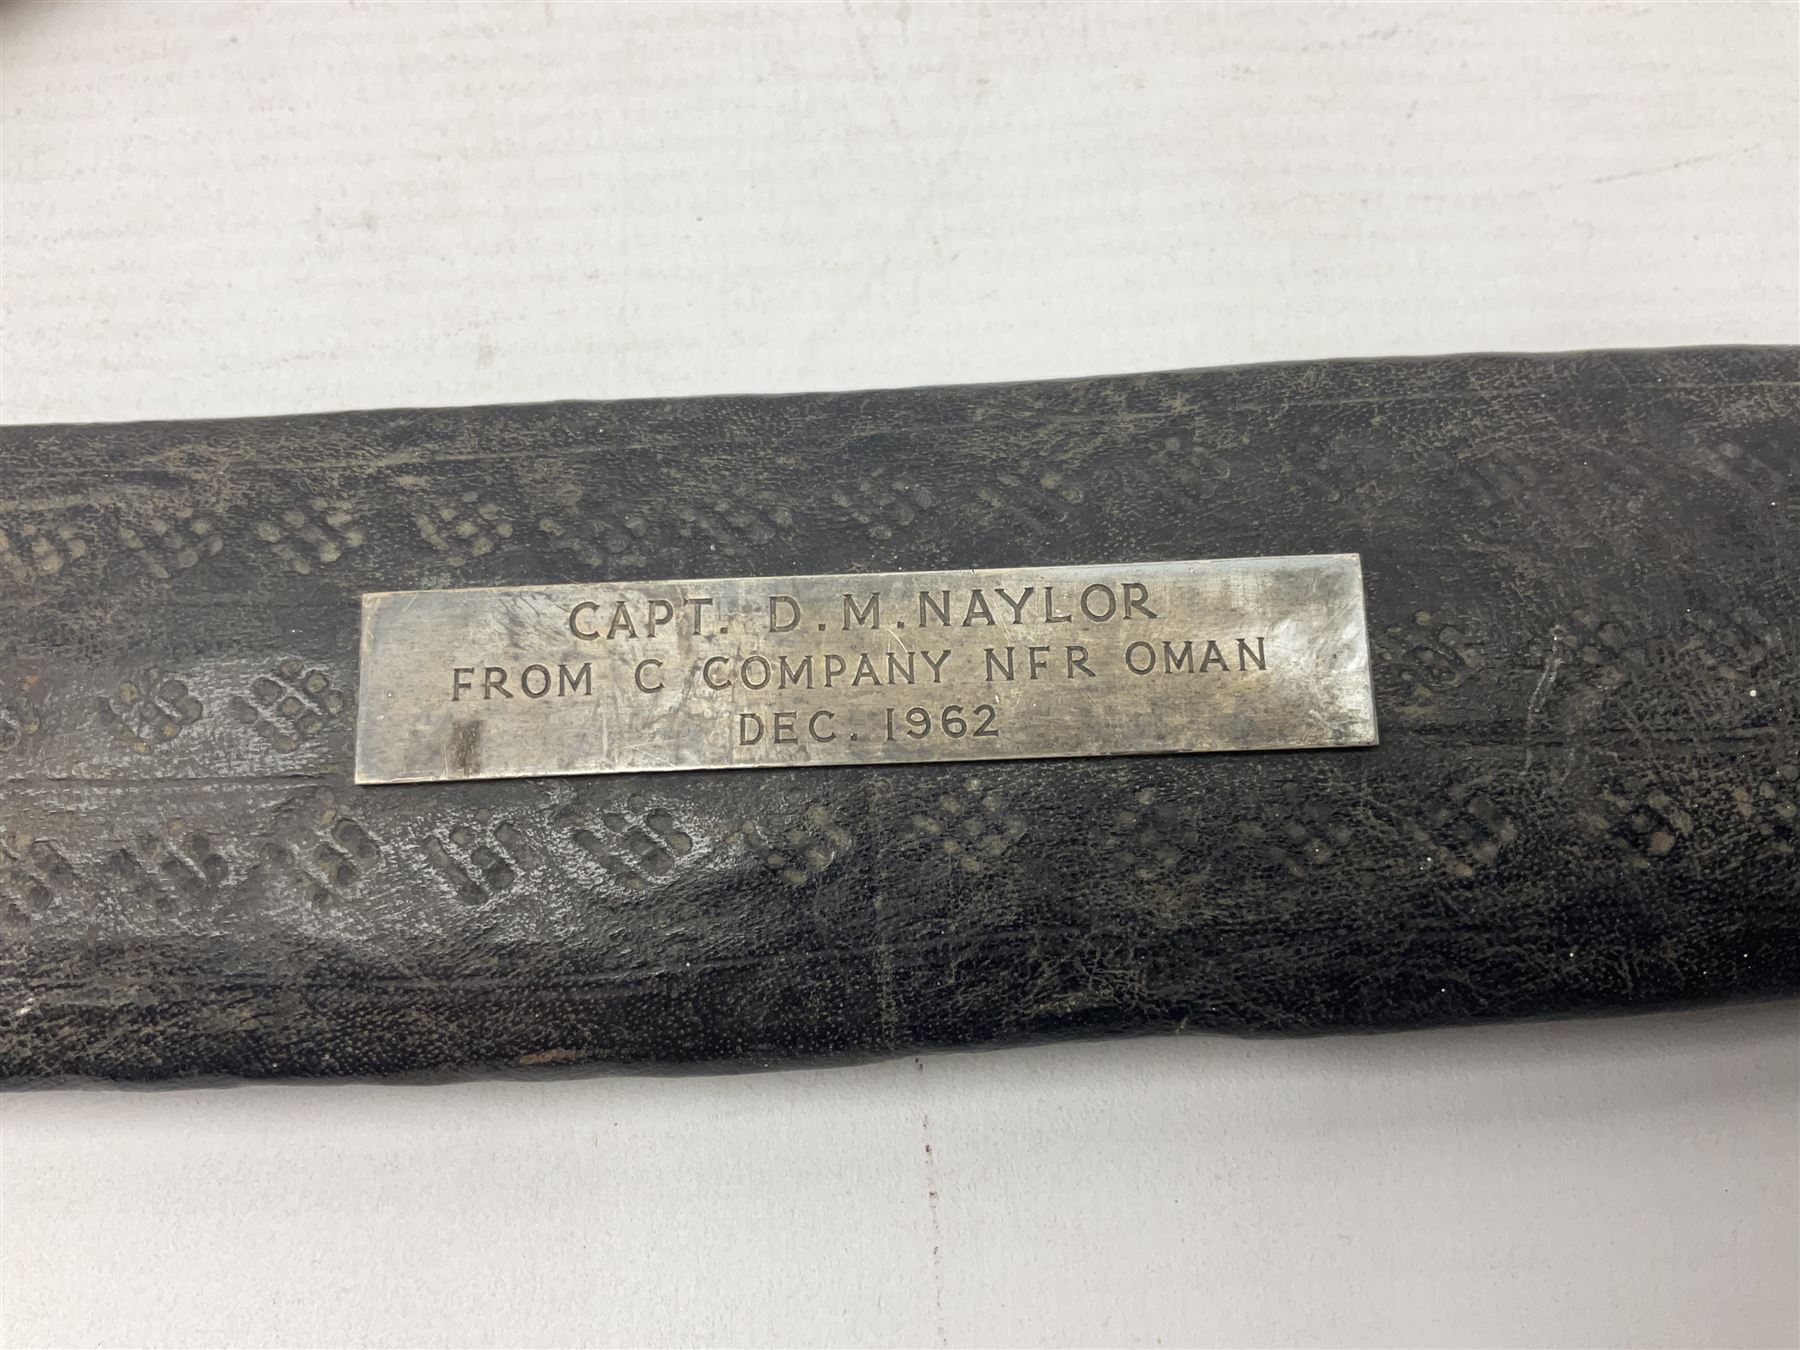 CAPT. D.M.NAYLOR
FROM C COMPANY NFR OMAN
DEC. 1962